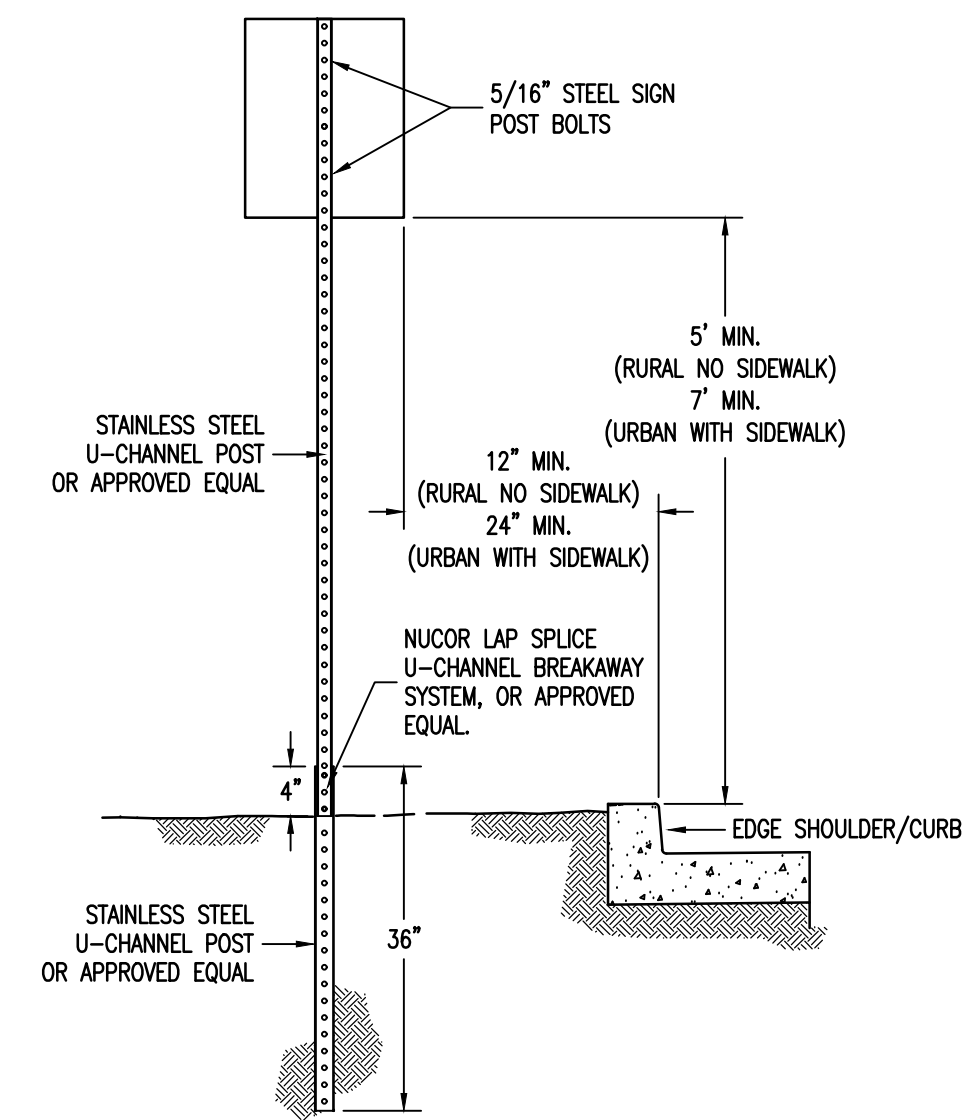 5/16" STEEL SIGN
POST BOLTS
5' MIN.
(RURAL NO SIDEWALK)
7' MIN.
(URBAN WITH SIDEWALK)
STAINLESS STEEL
U-CHANNEL POST
OR APPROVED EQUAL
12" MIN.
(RURAL NO SIDEWALK)
24" MIN.
(URBAN WITH SIDEWALK)
NUCOR LAP SPLICE
U-CHANNEL BREAKAWAY
SYSTEM, OR APPROVED
EQUAL.
4"
EDGE SHOULDER/CURB
STAINLESS STEEL
U-CHANNEL POST
OR APPROVED EQUAL
36"